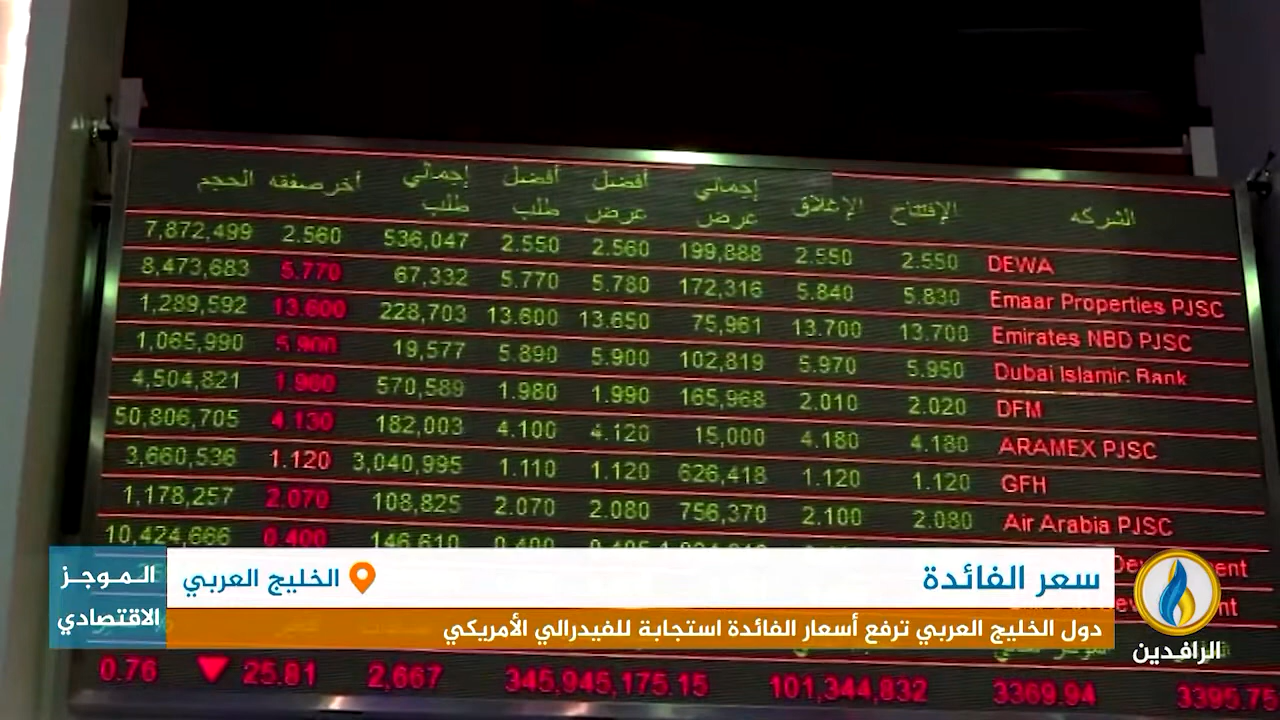 الشركه الإفتتاح الإغلاق إجمالي عرض أفضل عرض أفضل طلب إجمالي طلب أخر صفقه الحجم
DEWA 2.550 2.550 199,888 2.560 2.550 536,047 2.560 7,872,499
Emaar Properties PJSC 5.830 5.840 172,316 5.780 5.770 67,332 5.770 8,473,683
Emirates NBD PJSC 13.700 13.700 75,961 13.650 13.600 228,703 13.600 1,289,592
Dubai Islamic Bank 5.950 5.970 102,819 5.900 5.890 19,577 5.900 1,065,990
DFM 2.020 2.010 165,968 1.990 1.980 570,589 1.980 4,504,821
ARAMEX PJSC 4.180 4.180 15,000 4.120 4.100 182,003 4.130 50,806,705
GFH 1.120 1.120 626,418 1.120 1.110 3,040,995 1.120 3,660,536
Air Arabia PJSC 2.080 2.100 756,370 2.080 2.070 108,825 2.070 1,178,257
146,610 0.400 10,424,666
سعر الفائدة
الخليج العربي
الموجز
الاقتصادي
دول الخليج العربي ترفع أسعار الفائدة استجابة للفيدرالي الأمريكي
الرافدين
3395.75 3369.94 101,344,832 345,945,175.15 2,667 25.81 ▼ 0.76